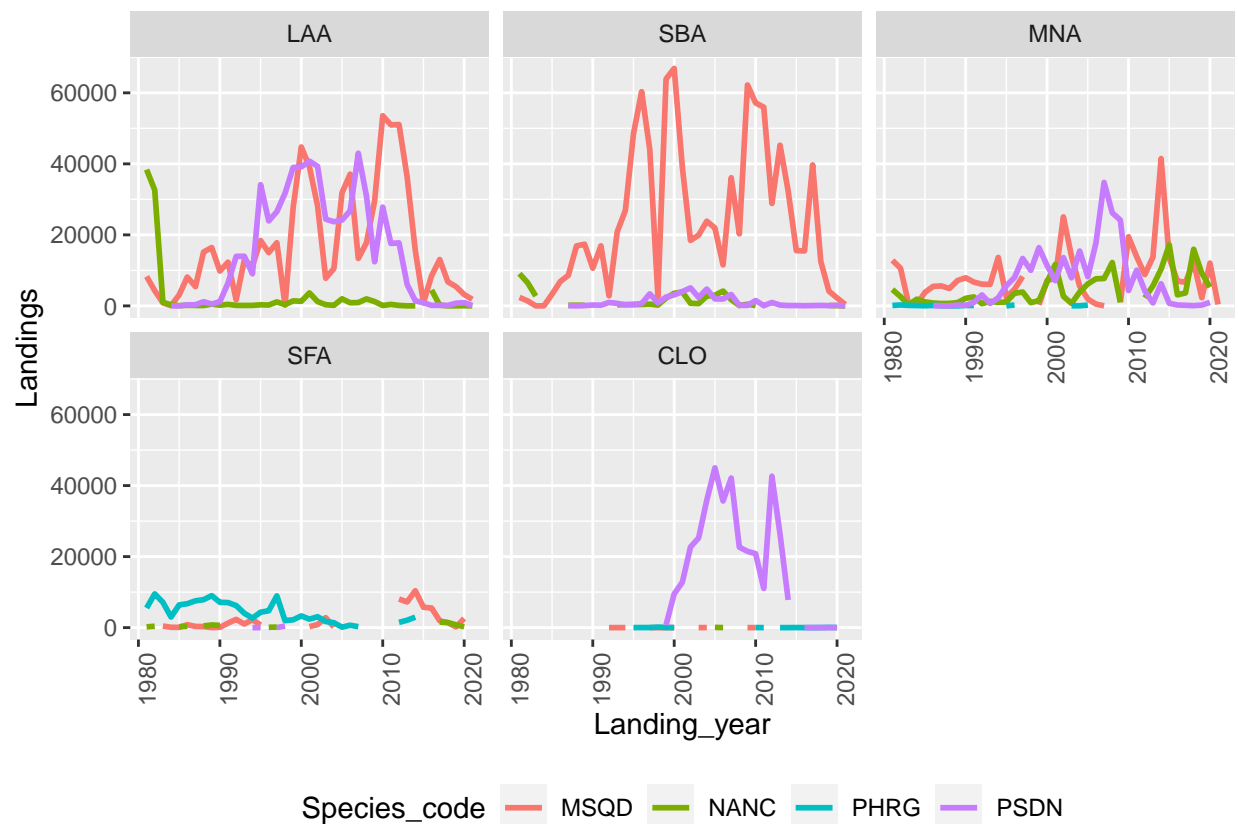 LAA SBA MNA
60000
40000
20000
0
1980 1990 2000 2010 2020
SFA CLO
60000
40000
20000
0
1980 1990 2000 2010 2020 1980 1990 2000 2010 2020
Landings
Landing_year
Species_code MSQD NANC PHRG PSDN